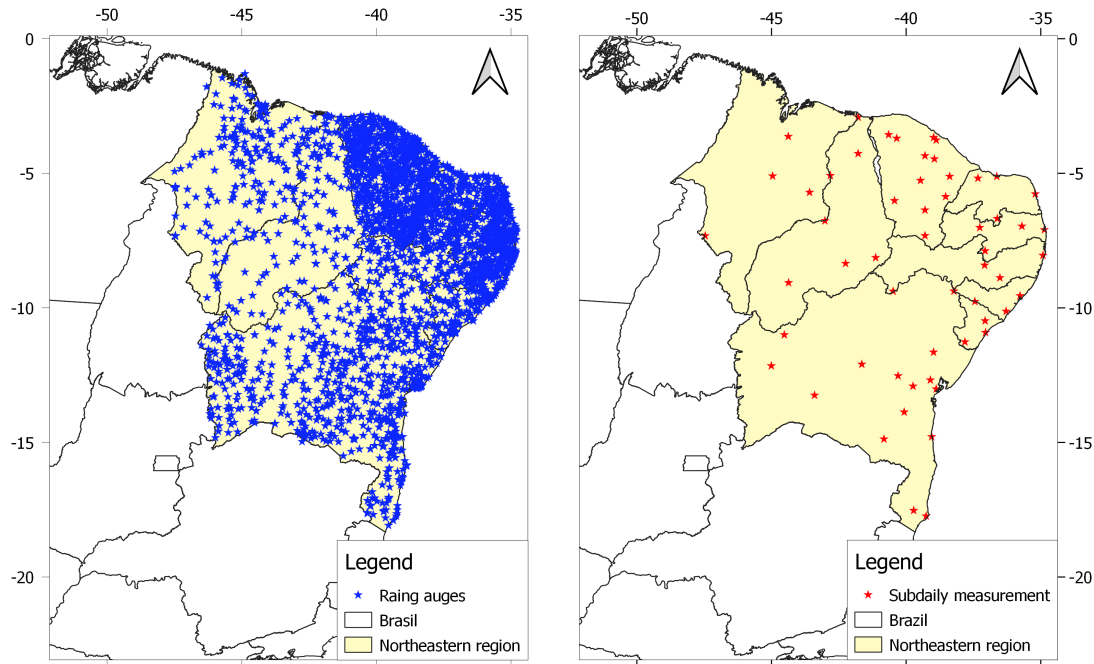 -50 -45 -40 -35
-50 -45 -40 -35
0
-5
-10
-15
-20
0
-5
-10
-15
-20
Legend
Raing auges
Brasil
Northeastern region
Legend
Subdaily measurement
Brazil
Northeastern region